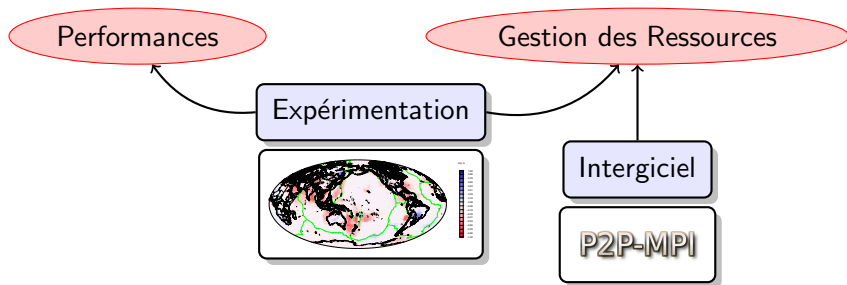 Performances
Gestion des Ressources
Expérimentation
Intergiciel
P2P-MPI